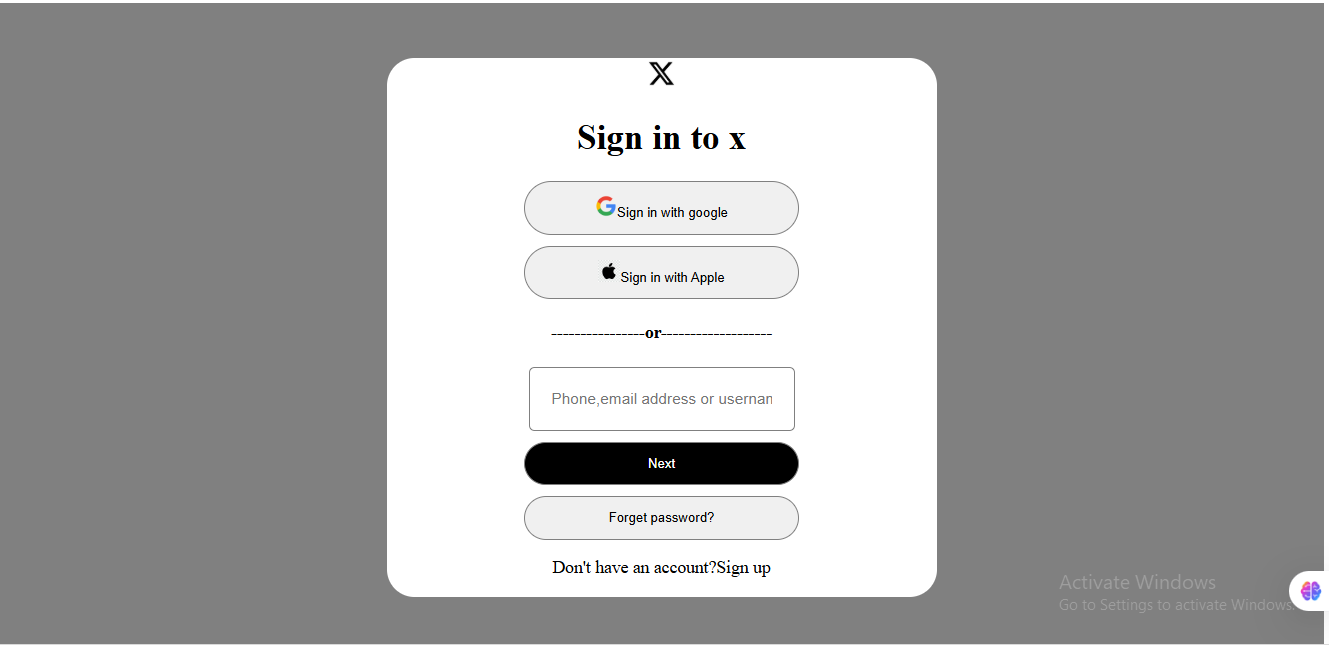 X
Sign in to x
Sign in with google
Sign in with Apple
----------------or-------------------
Phone,email address or usernan
Next
Forget password?
Don't have an account?Sign up
Activate Windows
Go to Settings to activate Windows.